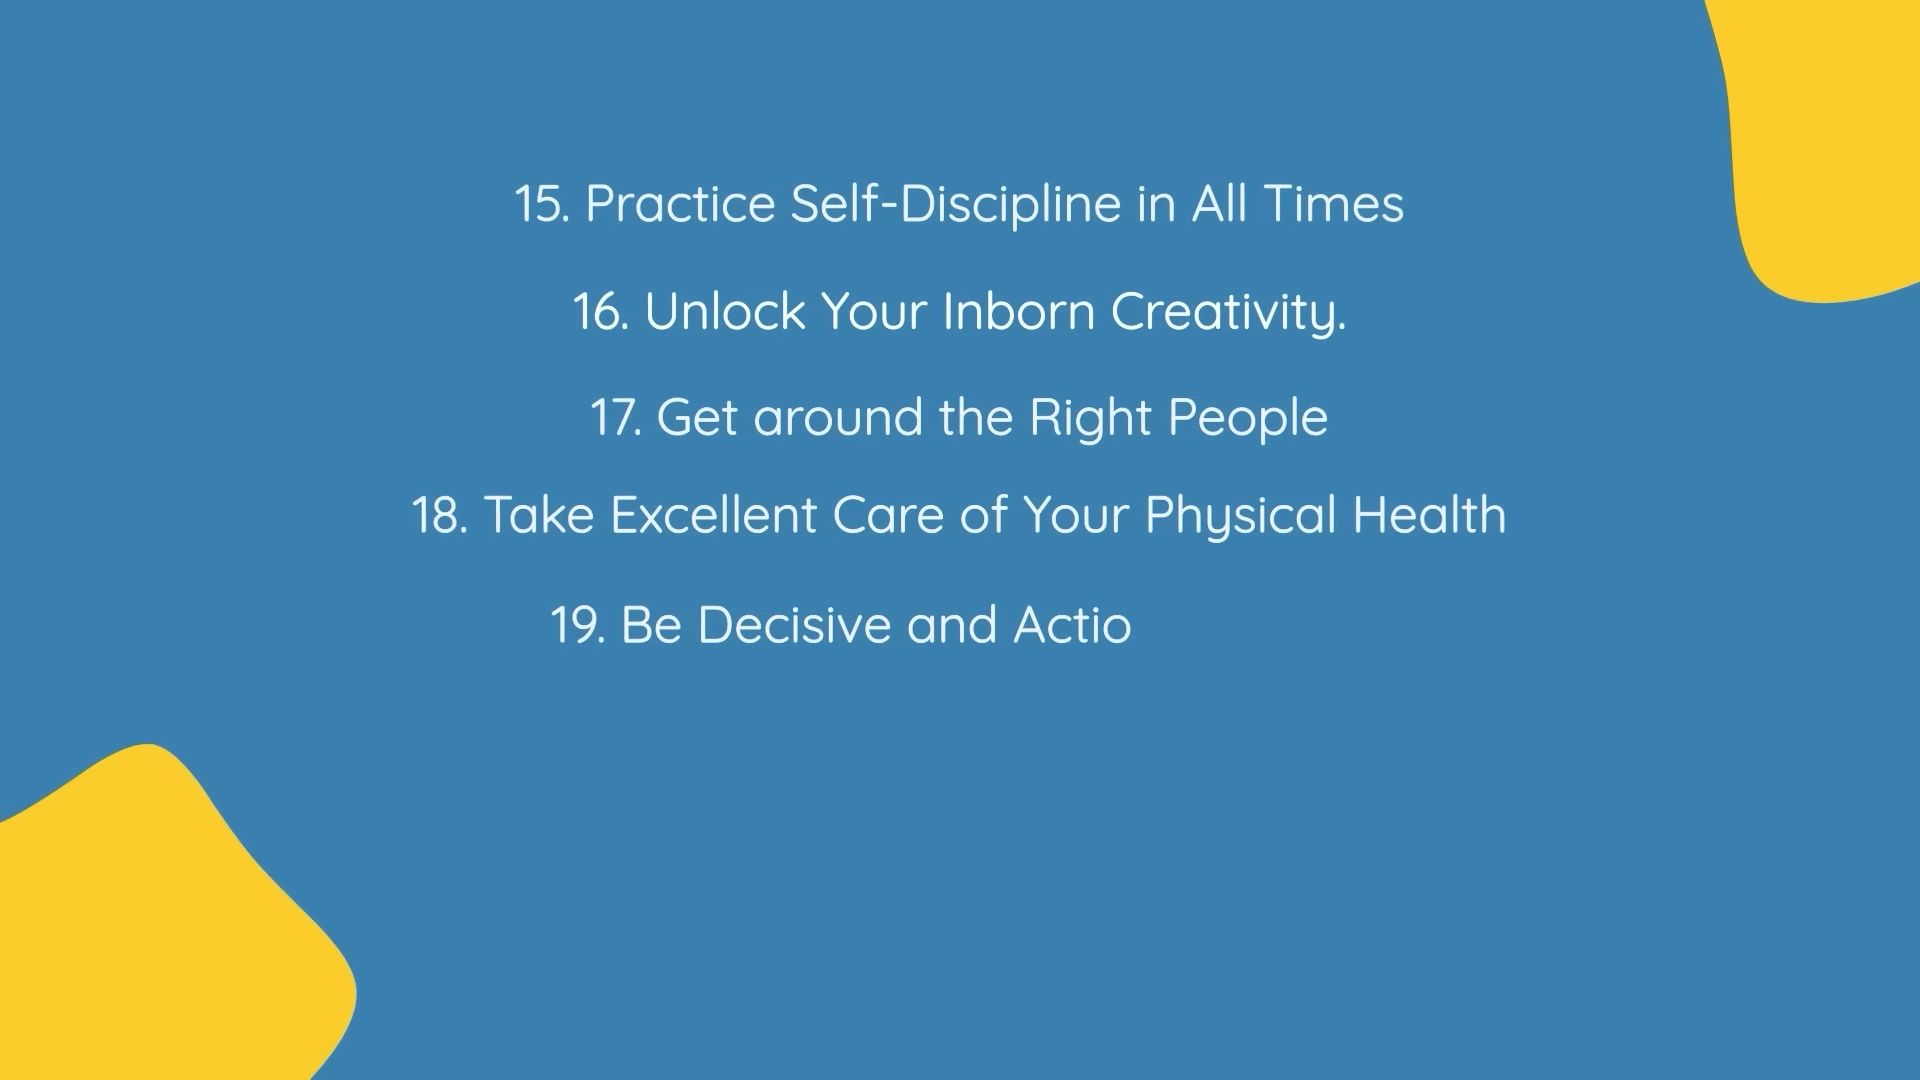 15. Practice Self-Discipline in All Times
16. Unlock Your Inborn Creativity.
17. Get around the Right People
18. Take Excellent Care of Your Physical Health
19. Be Decisive and Actio